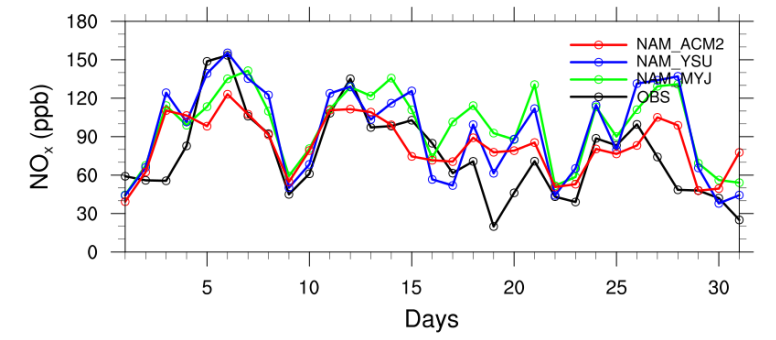 180
150
120
90
60
30
0
NOx (ppb)
NAM_ACM2
NAM_YSU
NAM_MYJ
OBS
5 10 15 20 25 30
Days